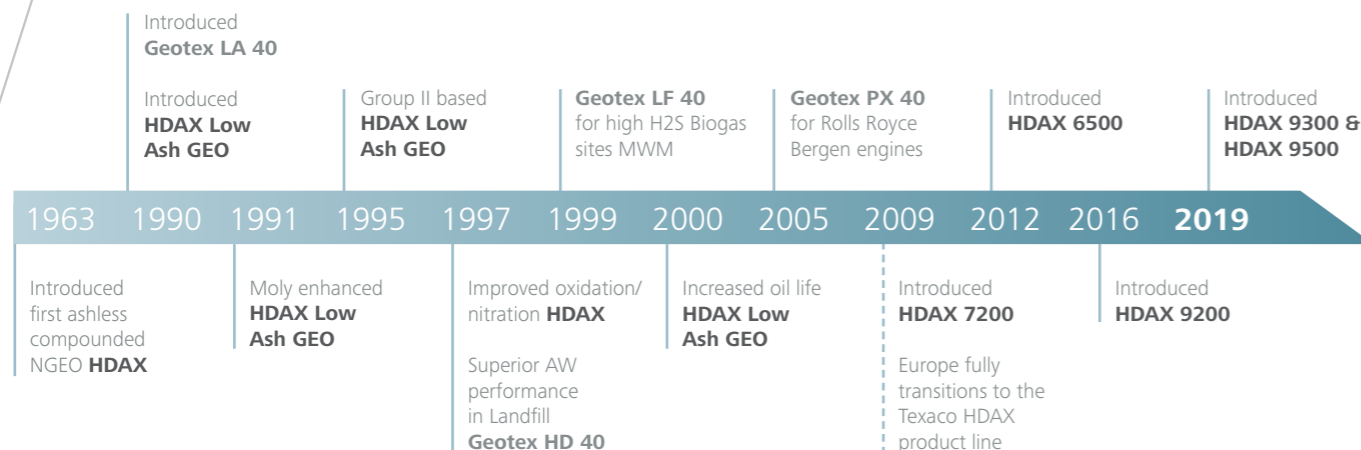 Introduced
Geotex LA 40
Introduced
HDAX Low
Ash GEO
Group II based
HDAX Low
Ash GEO
Geotex LF 40
for high H2S Biogas
sites MWM
Geotex PX 40
for Rolls Royce
Bergen engines
Introduced
HDAX 6500
Introduced
HDAX 9300 &
HDAX 9500
1963 1990 1991 1995 1997 1999 2000 2005 2009 2012 2016 2019
Introduced
first ashless
compounded
NGEO HDAX
Moly enhanced
HDAX Low
Ash GEO
Improved oxidation/
nitration HDAX
Superior AW
performance
in Landfill
Geotex HD 40
Increased oil life
HDAX Low
Ash GEO
Introduced
HDAX 7200
Europe fully
transitions to the
Texaco HDAX
product line
Introduced
HDAX 9200